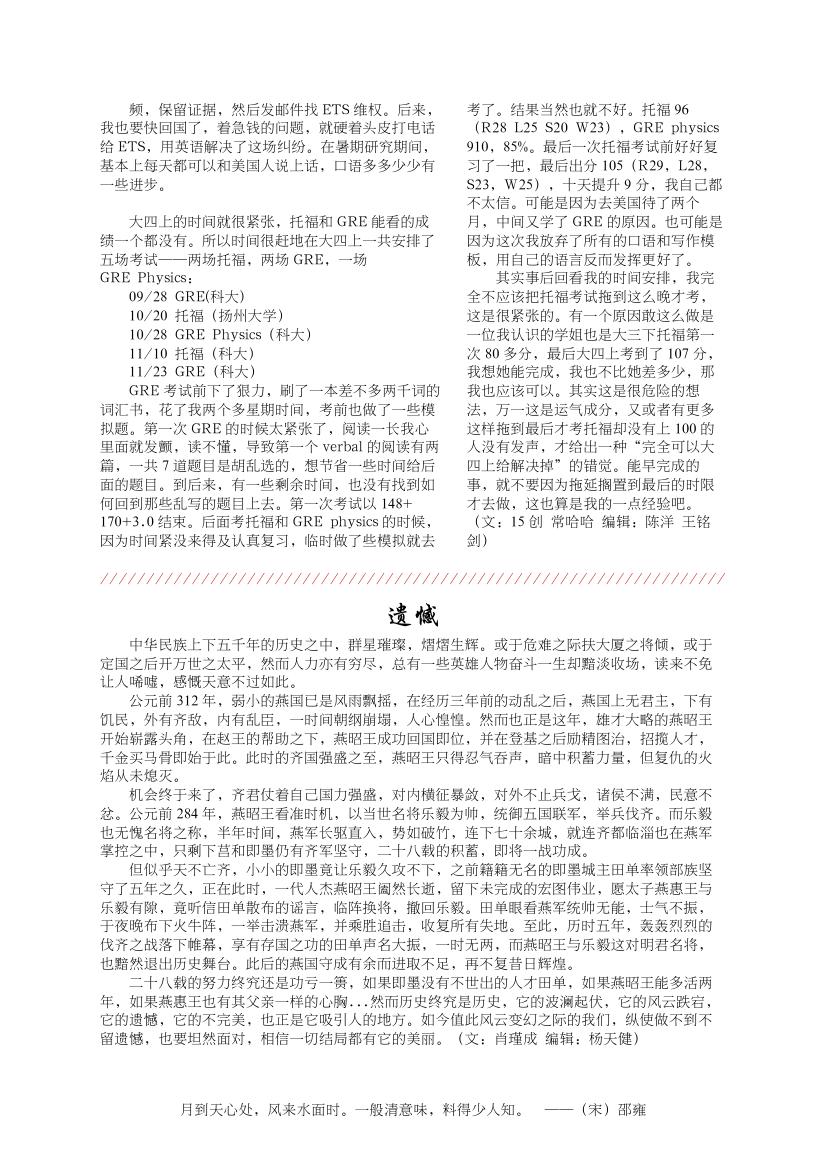 频，保留证据，然后发邮件找 ETS 维权。后来，
我也要快回国了，着急钱的问题，就硬着头皮打电话
给 ETS，用英语解决了这场纠纷。在暑期研究期间，
基本上每天都可以和美国人说上话，口语多多少少有
一些进步。
大四上的时间就很紧张，托福和 GRE 能看的成
绩一个都没有。所以时间很赶地在大四上一共安排了
五场考试——两场托福，两场 GRE，一场
GRE Physics：
09/28 GRE(科大)
10/20 托福（扬州大学）
10/28 GRE Physics（科大）
11/10 托福（科大）
11/23 GRE（科大）
GRE 考试前下了狠力，刷了一本差不多两千词的
词汇书，花了我两个多星期时间，考前也做了一些模
拟题。第一次 GRE 的时候太紧张了，阅读一长我心
里面就发颤，读不懂，导致第一个 verbal 的阅读有两
篇，一共 7 道题目是胡乱选的，想节省一些时间给后
面的题目。到后来，有一些剩余时间，也没有找到如
何回到那些乱写的题目上去。第一次考试以 148+
170+3.0 结束。后面考托福和 GRE physics 的时候，
因为时间紧没来得及认真复习，临时做了些模拟就去
考了。结果当然也就不好。托福 96
（R28 L25 S20 W23），GRE physics
910，85%。最后一次托福考试前好好复
习了一把，最后出分 105（R29，L28，
S23，W25），十天提升 9 分，我自己都
不太信。可能是因为去美国待了两个
月，中间又学了 GRE 的原因。也可能是
因为这次我放弃了所有的口语和写作模
板，用自己的语言反而发挥更好了。
其实事后回看我的时间安排，我完
全不应该把托福考试拖到这么晚才考，
这是很紧张的。有一个原因敢这么做是
一位我认识的学姐也是大三下托福第一
次 80 多分，最后大四上考到了 107 分，
我想她能完成，我也不比她差多少，那
我也应该可以。其实这是很危险的想
法，万一这是运气成分，又或者有更多
这样拖到最后才考托福却没有上 100 的
人没有发声，才给出一种“完全可以大
四上给解决掉”的错觉。能早完成的
事，就不要因为拖延搁置到最后的时限
才去做，这也算是我的一点经验吧。
（文：15 创 常哈哈 编辑：陈洋 王铭
剑）
遗憾
中华民族上下五千年的历史之中，群星璀璨，熠熠生辉。或于危难之际扶大厦之将倾，或于
定国之后开万世之太平，然而人力亦有穷尽，总有一些英雄人物奋斗一生却黯淡收场，读来不免
让人唏嘘，感慨天意不过如此。
公元前 312 年，弱小的燕国已是风雨飘摇，在经历三年前的动乱之后，燕国上无君主，下有
饥民，外有齐敌，内有乱臣，一时间朝纲崩塌，人心惶惶。然而也正是这年，雄才大略的燕昭王
开始崭露头角，在赵王的帮助之下，燕昭王成功回国即位，并在登基之后励精图治，招揽人才，
千金买马骨即始于此。此时的齐国强盛之至，燕昭王只得忍气吞声，暗中积蓄力量，但复仇的火
焰从未熄灭。
机会终于来了，齐君仗着自己国力强盛，对内横征暴敛，对外不止兵戈，诸侯不满，民意不
忿。公元前 284 年，燕昭王看准时机，以当世名将乐毅为帅，统御五国联军，举兵伐齐。而乐毅
也无愧名将之称，半年时间，燕军长驱直入，势如破竹，连下七十余城，就连齐都临淄也在燕军
掌控之中，只剩下莒和即墨仍有齐军坚守，二十八载的积蓄，即将一战功成。
但似乎天不亡齐，小小的即墨竟让乐毅久攻不下，之前籍籍无名的即墨城主田单率领部族坚
守了五年之久，正在此时，一代人杰燕昭王阖然长逝，留下未完成的宏图伟业，愿太子燕惠王与
乐毅有隙，竟听信田单散布的谣言，临阵换将，撤回乐毅。田单眼看燕军统帅无能，士气不振，
于夜晚布下火牛阵，一举击溃燕军，并乘胜追击，收复所有失地。至此，历时五年，轰轰烈烈的
伐齐之战落下帷幕，享有存国之功的田单声名大振，一时无两，而燕昭王与乐毅这对明君名将，
也黯然退出历史舞台。此后的燕国守成有余而进取不足，再不复昔日辉煌。
二十八载的努力终究还是功亏一篑，如果即墨没有不世出的人才田单，如果燕昭王能多活两
年，如果燕惠王也有其父亲一样的心胸...然而历史终究是历史，它的波澜起伏，它的风云跌宕，
它的遗憾，它的不完美，也正是它吸引人的地方。如今值此风云变幻之际的我们，纵使做不到不
留遗憾，也要坦然面对，相信一切结局都有它的美丽。（文：肖瑾成 编辑：杨天健）
月到天心处，风来水面时。一般清意味，料得少人知。 ——（宋）邵雍